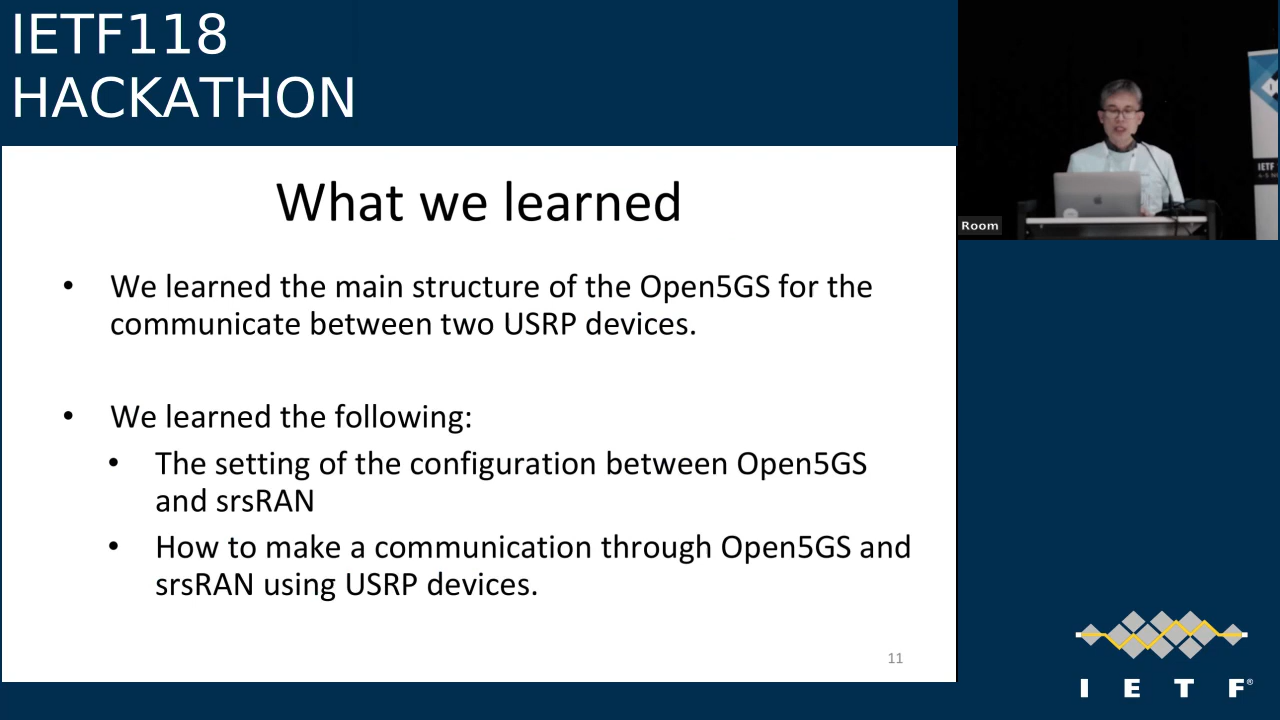 IETF118
HACKATHON
What we learned
• We learned the main structure of the Open5GS for the
communicate between two USRP devices.
• We learned the following:
• The setting of the configuration between Open5GS
and srsRAN
• How to make a communication through Open5GS and
srsRAN using USRP devices.
11
Room
IETF
I E T F®